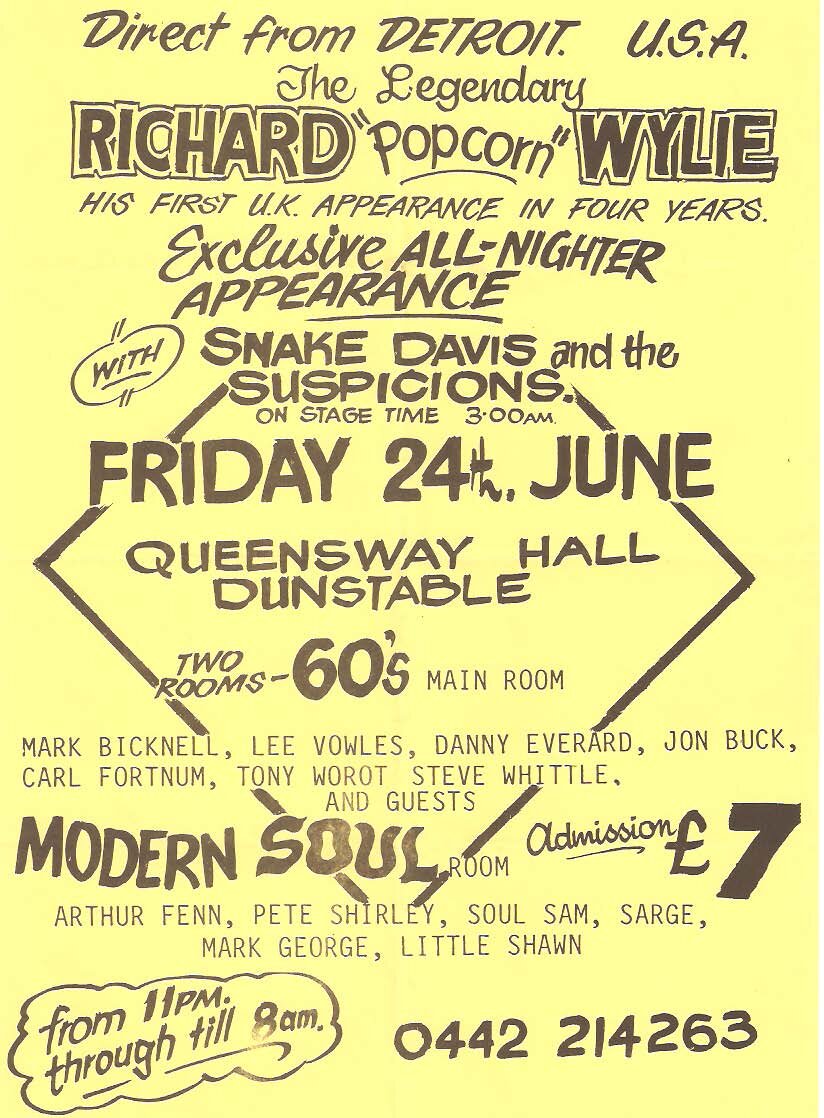 Direct from DETROIT. U.S.A.
The Legendary
RICHARD "Popcorn" WYLIE
HIS FIRST U.K. APPEARANCE IN FOUR YEARS.
Exclusive ALL-NIGHTER
APPEARANCE
WITH SNAKE DAVIS and the
SUSPICIONS.
ON STAGE TIME 3·00AM.
FRIDAY 24th. JUNE
QUEENSWAY HALL
DUNSTABLE
TWO ROOMS - 60's MAIN ROOM
MARK BICKNELL, LEE VOWLES, DANNY EVERARD, JON BUCK,
CARL FORTNUM, TONY WOROT STEVE WHITTLE.
AND GUESTS
MODERN SOUL ROOM Admission £7
ARTHUR FENN, PETE SHIRLEY, SOUL SAM, SARGE,
MARK GEORGE, LITTLE SHAWN
from 11PM.
through till 8am.
0442 214263